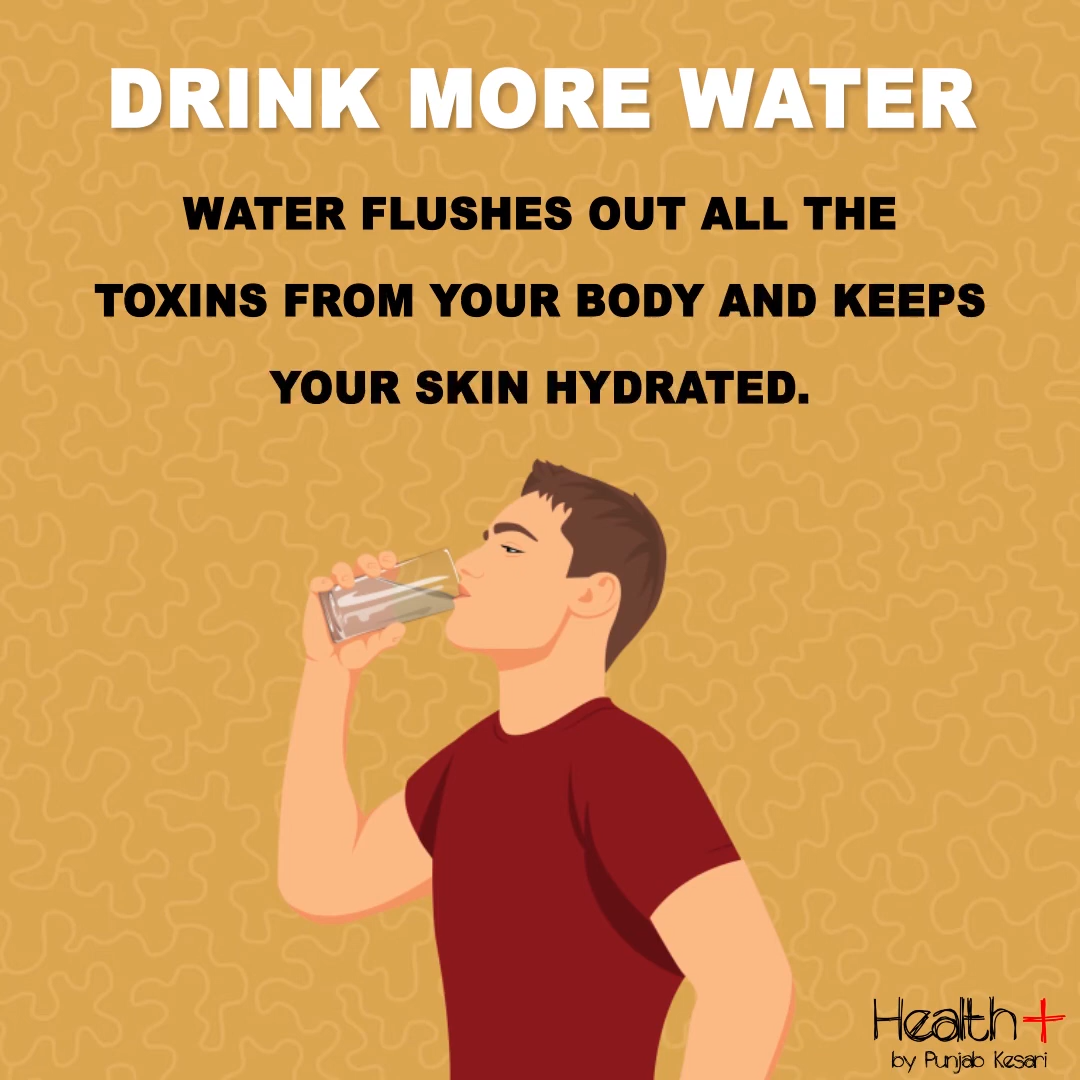 DRINK MORE WATER
WATER FLUSHES OUT ALL THE
TOXINS FROM YOUR BODY AND KEEPS
YOUR SKIN HYDRATED.
Health+
by Punjab Kesari